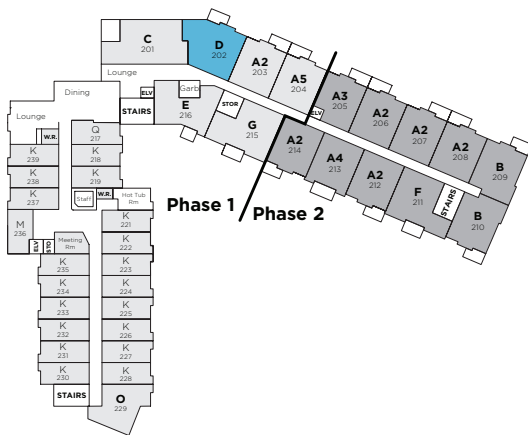 C
201
D
202
A2
203
A5
204
A3
205
A2
206
A2
207
A2
208
B
209
Lounge
ELV
Garb
STAIRS
E
216
STOR
G
215
ELV
A2
214
A4
213
A2
212
F
211
STAIRS
B
210
Phase 1
Phase 2
Dining
Lounge
W.R.
Q
217
K
239
K
218
K
238
K
219
K
237
Staff
W.R.
Hot Tub
Rm
M
236
ELV
STO
Meeting
Rm
K
221
K
222
K
235
K
223
K
234
K
224
K
233
K
225
K
232
K
226
K
231
K
227
K
230
K
228
STAIRS
O
229